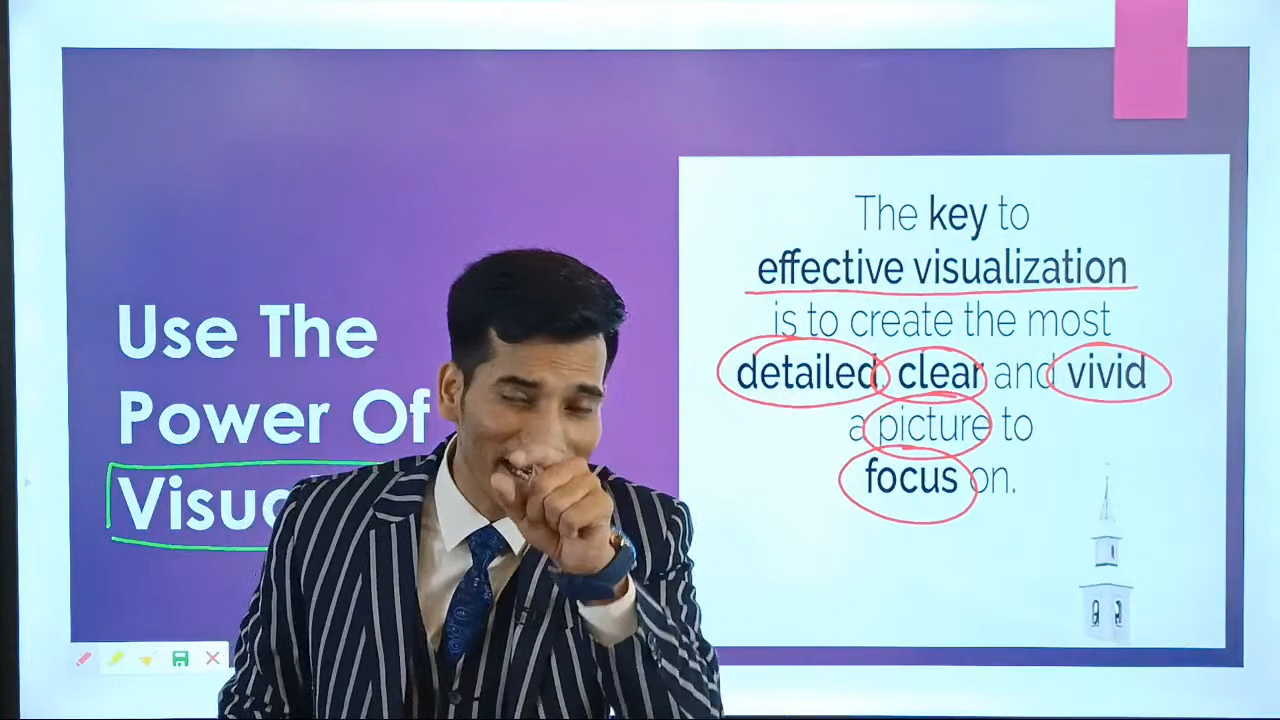 Use The
Power Of
The key to
effective visualization
is to create the most
detailed, clear and vivid
a picture to
focus on.